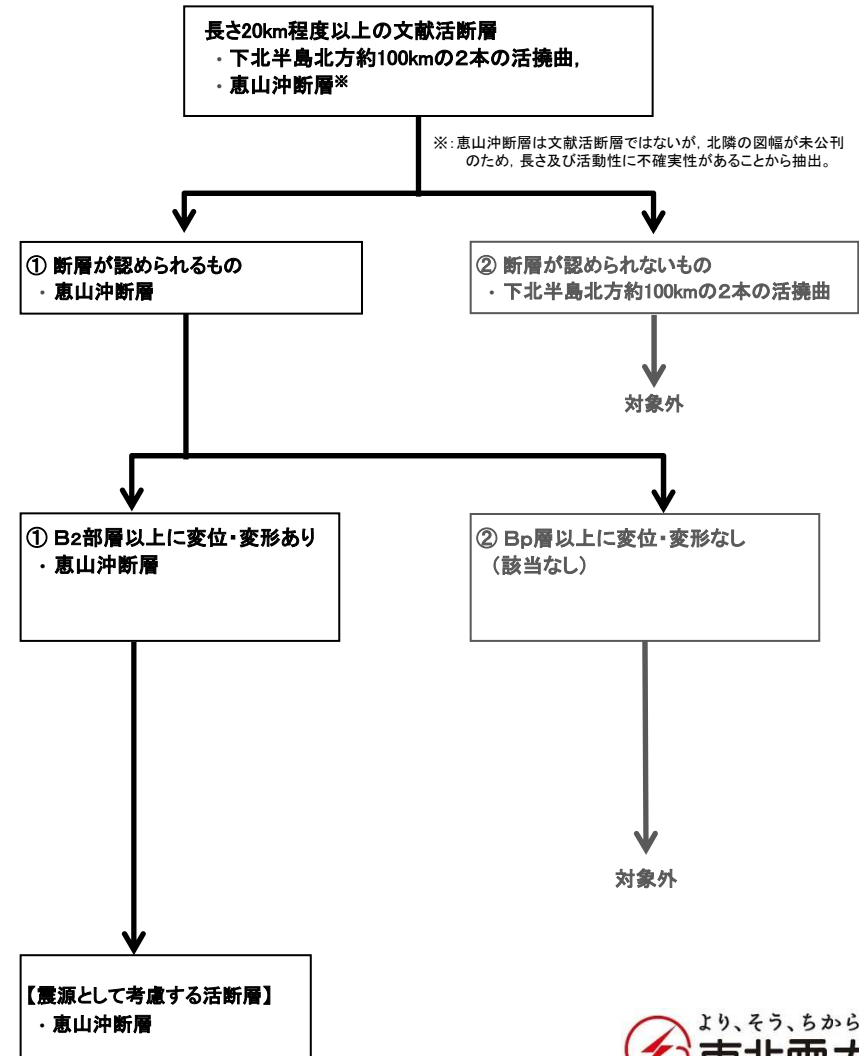 長さ20km程度以上の文献活断層
・下北半島北方約100kmの2本の活撓曲,
・恵山沖断層※
※：恵山沖断層は文献活断層ではないが，北隣の図幅が未公刊
のため，長さ及び活動性に不確実性があることから抽出。
① 断層が認められるもの
・恵山沖断層
② 断層が認められないもの
・下北半島北方約100kmの2本の活撓曲
対象外
① B2部層以上に変位・変形あり
・恵山沖断層
② Bp層以上に変位・変形なし
（該当なし）
対象外
【震源として考慮する活断層】
・恵山沖断層
より、そう、ちから